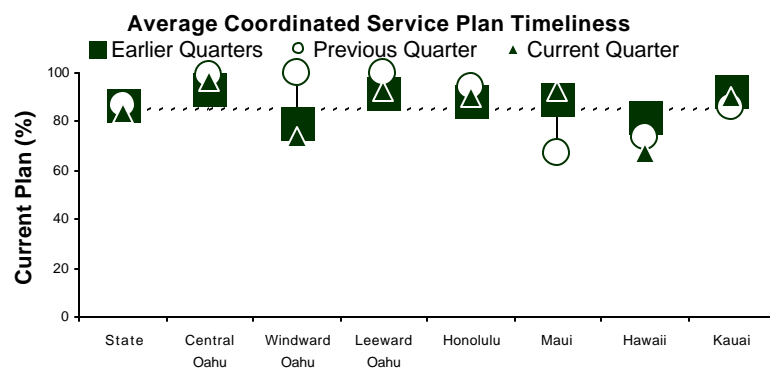 Average Coordinated Service Plan Timeliness
Earlier Quarters Previous Quarter Current Quarter
Current Plan (%)
100
80
60
40
20
0
State Central Windward Leeward Honolulu Maui Hawaii Kauai
Oahu Oahu Oahu